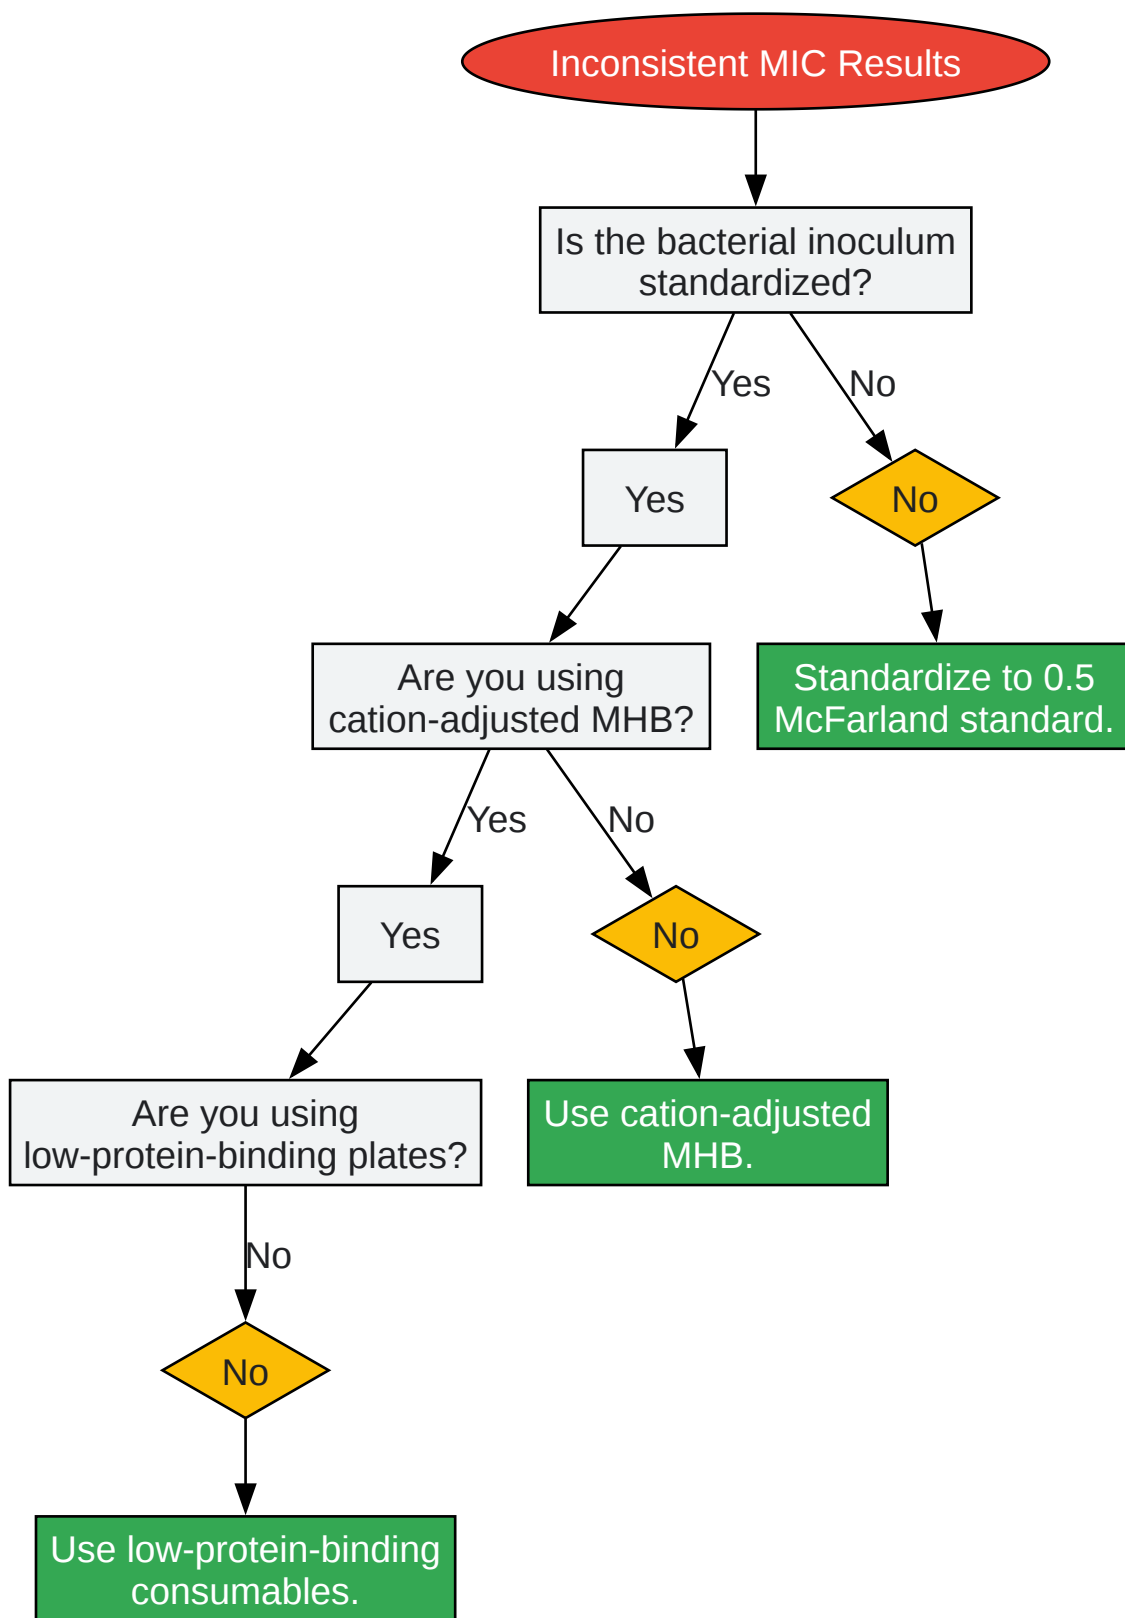 Inconsistent MIC Results
Is the bacterial inoculum
standardized?
Yes
No
Yes
No
Are you using
cation-adjusted MHB?
Standardize to 0.5
McFarland standard.
Yes
No
Yes
No
Are you using
low-protein-binding plates?
Use cation-adjusted
MHB.
No
No
Use low-protein-binding
consumables.